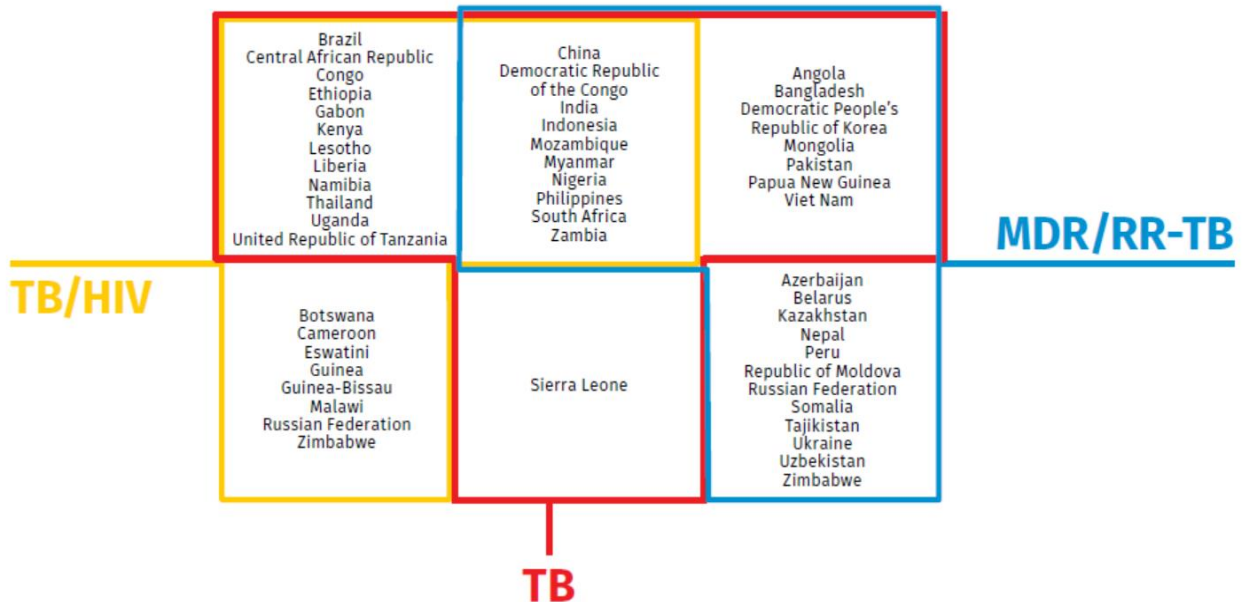 Brazil
Central African Republic
Congo
Ethiopia
Gabon
Kenya
Lesotho
Liberia
Namibia
Thailand
Uganda
United Republic of Tanzania
China
Democratic Republic
of the Congo
India
Indonesia
Mozambique
Myanmar
Nigeria
Philippines
South Africa
Zambia
Angola
Bangladesh
Democratic People's
Republic of Korea
Mongolia
Pakistan
Papua New Guinea
Viet Nam
MDR/RR-TB
TB/HIV
Botswana
Cameroon
Eswatini
Guinea
Guinea-Bissau
Malawi
Russian Federation
Zimbabwe
Sierra Leone
Azerbaijan
Belarus
Kazakhstan
Nepal
Peru
Republic of Moldova
Russian Federation
Somalia
Tajikistan
Ukraine
Uzbekistan
Zimbabwe
TB